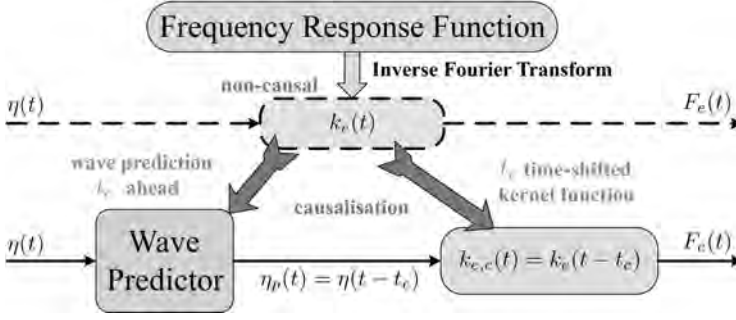 Frequency Response Function
Inverse Fourier Transform
non-causal
η(t)
k_e(t)
F_e(t)
wave prediction
t_c ahead
t_c time-shifted
kernel function
causalisation
η(t)
Wave
Predictor
η_p(t) = η(t − t_c)
k_{e,c}(t) = k_e(t − t_c)
F_e(t)